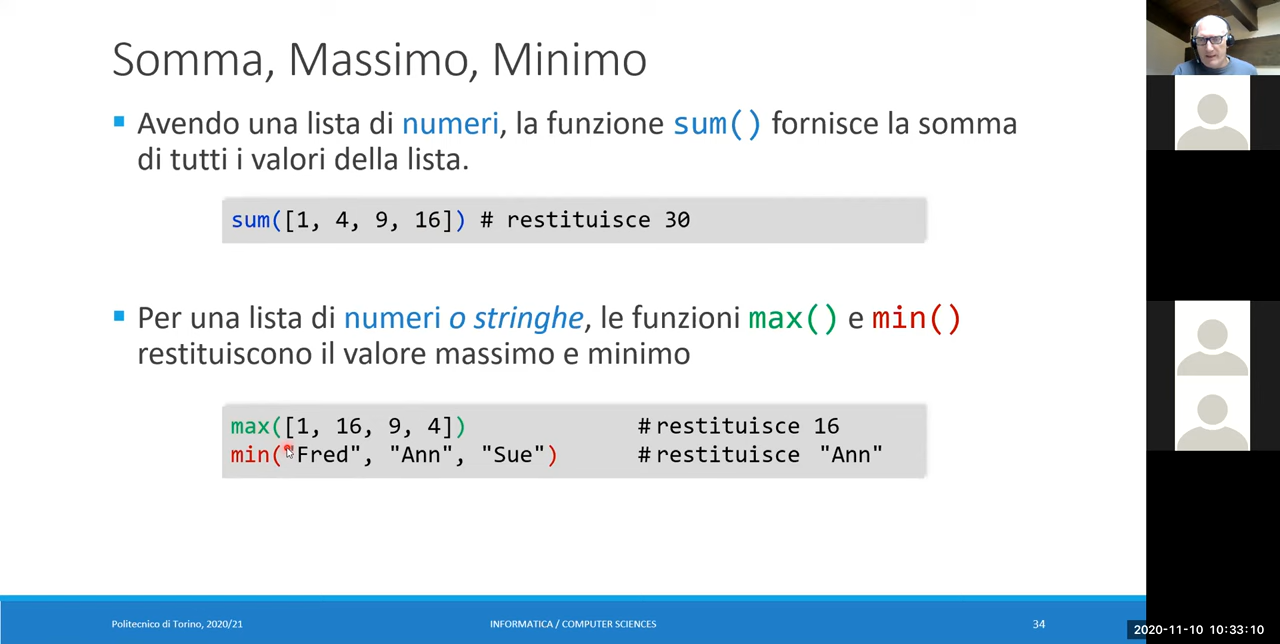 Somma, Massimo, Minimo
Avendo una lista di numeri, la funzione sum() fornisce la somma
di tutti i valori della lista.
sum([1, 4, 9, 16]) # restituisce 30
Per una lista di numeri o stringhe, le funzioni max() e min()
restituiscono il valore massimo e minimo
max([1, 16, 9, 4]) #restituisce 16
min("Fred", "Ann", "Sue") #restituisce "Ann"
Politecnico di Torino, 2020/21 INFORMATICA / COMPUTER SCIENCES 34
2020-11-10 10:33:10